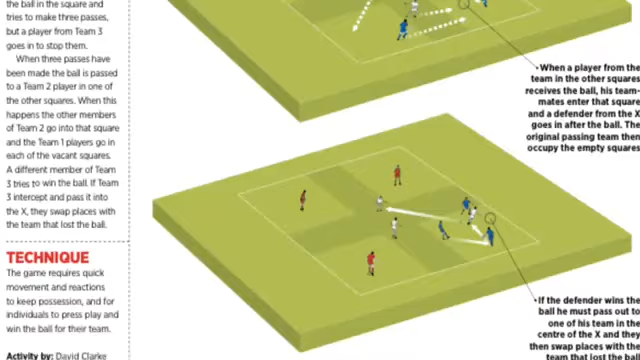 the ball in the square and
tries to make three passes,
but a player from Team 3
goes in to stop them.
When three passes have
been made the ball is passed
to a Team 2 player in one of
the other squares. When this
happens the other members
of Team 2 go into that square
and the Team 1 players go in
each of the vacant squares.
A different member of Team
3 tries to win the ball. If Team
3 intercept and pass it into
the X, they swap places with
the team that lost the ball.
TECHNIQUE
The game requires quick
movement and reactions
to keep possession, and for
individuals to press play and
win the ball for their team.
Activity by: David Clarke
When a player from the
team in the other squares
receives the ball, his team-
mates enter that square
and a defender from the X
goes in after the ball. The
original passing team then
occupy the empty squares
If the defender wins the
ball he must pass out to
one of his team in the
centre of the X and they
then swap places with the
team that lost the ball